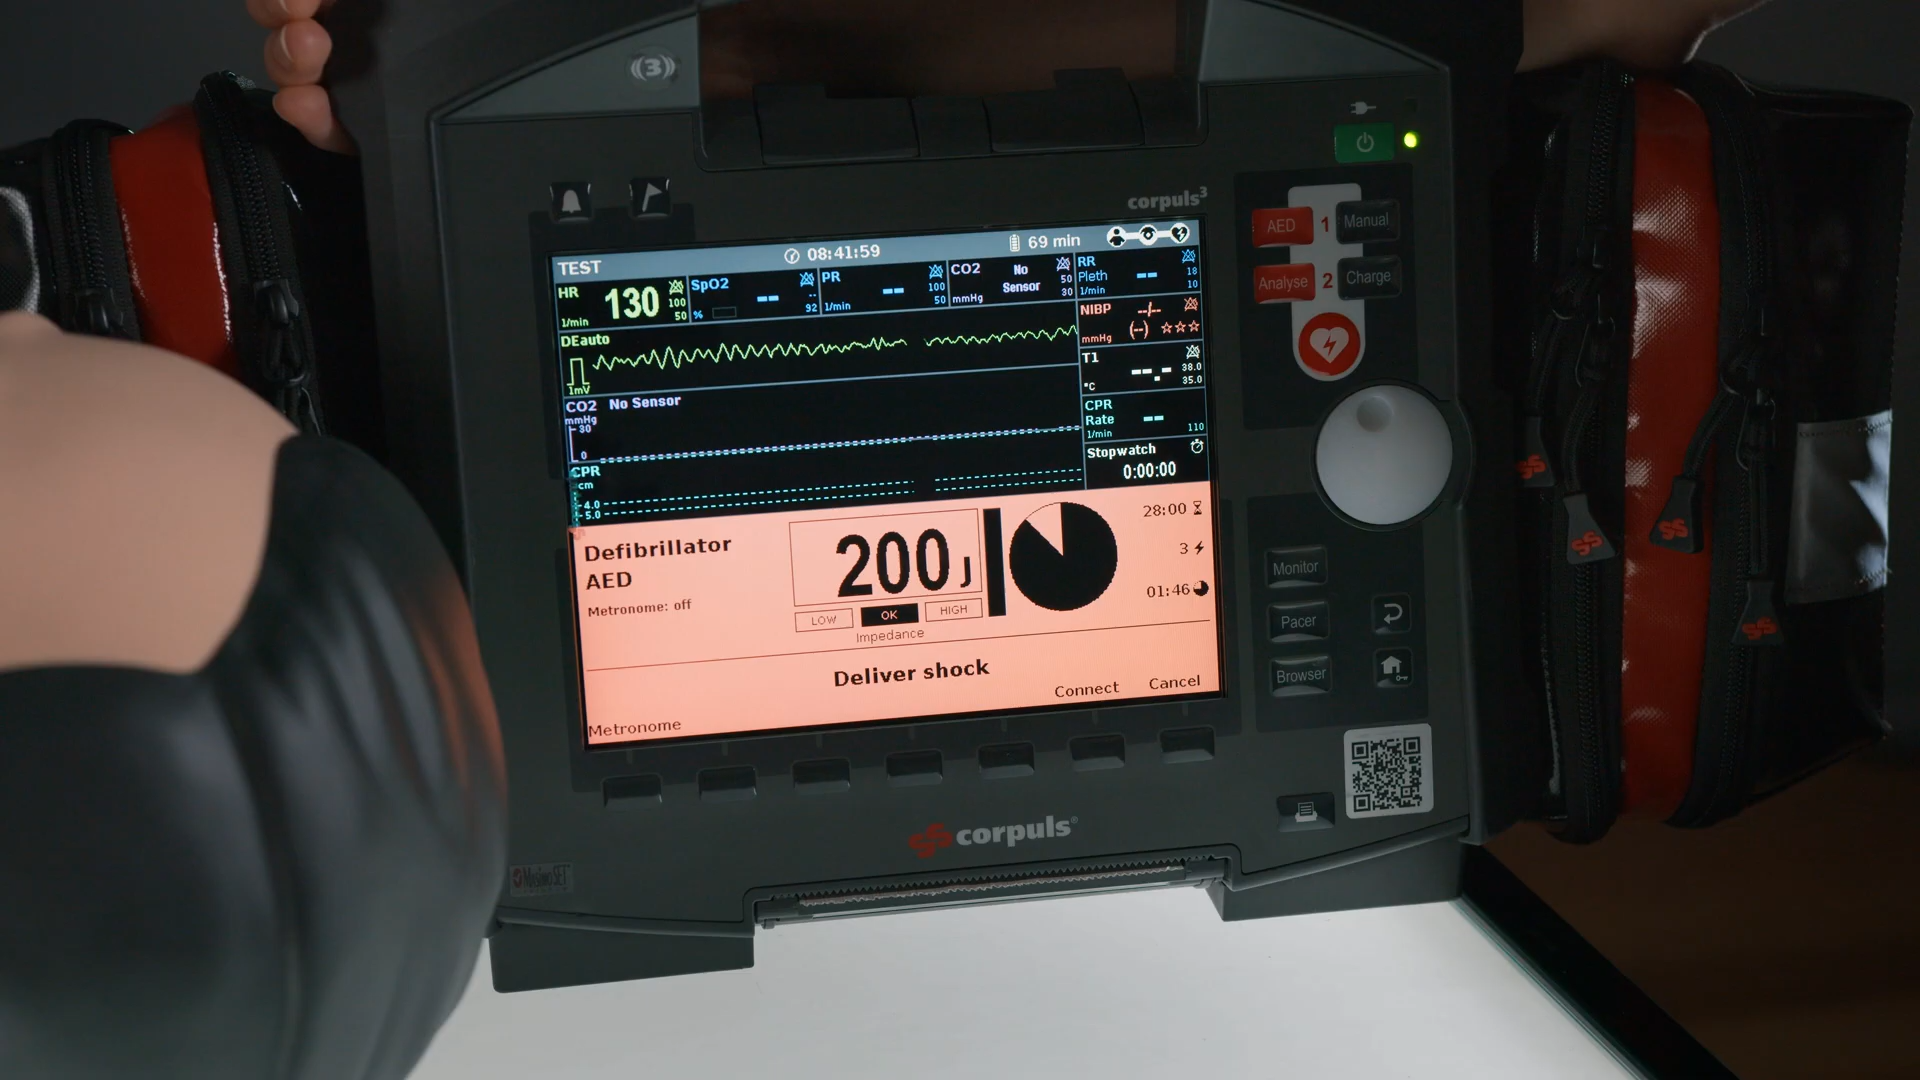 (((3)))
corpuls³
TEST
08:41:59
69 min
HR
1/min
130
100
50
SpO2
%
--
--
92
PR
1/min
--
100
50
CO2
mmHg
No
Sensor
50
30
RR
Pleth
1/min
--
18
10
DEauto
1mV
NIBP
mmHg
--/--
(--)
T1
°C
--.-
38.0
35.0
CO2
mmHg
No Sensor
30
0
CPR
Rate
1/min
--
110
CPR
cm
4.0
5.0
Stopwatch
0:00:00
Defibrillator
AED
Metronome: off
200 J
LOW
OK
HIGH
Impedance
28:00
3
01:46
Deliver shock
Metronome
Connect
Cancel
AED
1
Manual
Analyse
2
Charge
Monitor
Pacer
Browser
corpuls®
Masimo SET